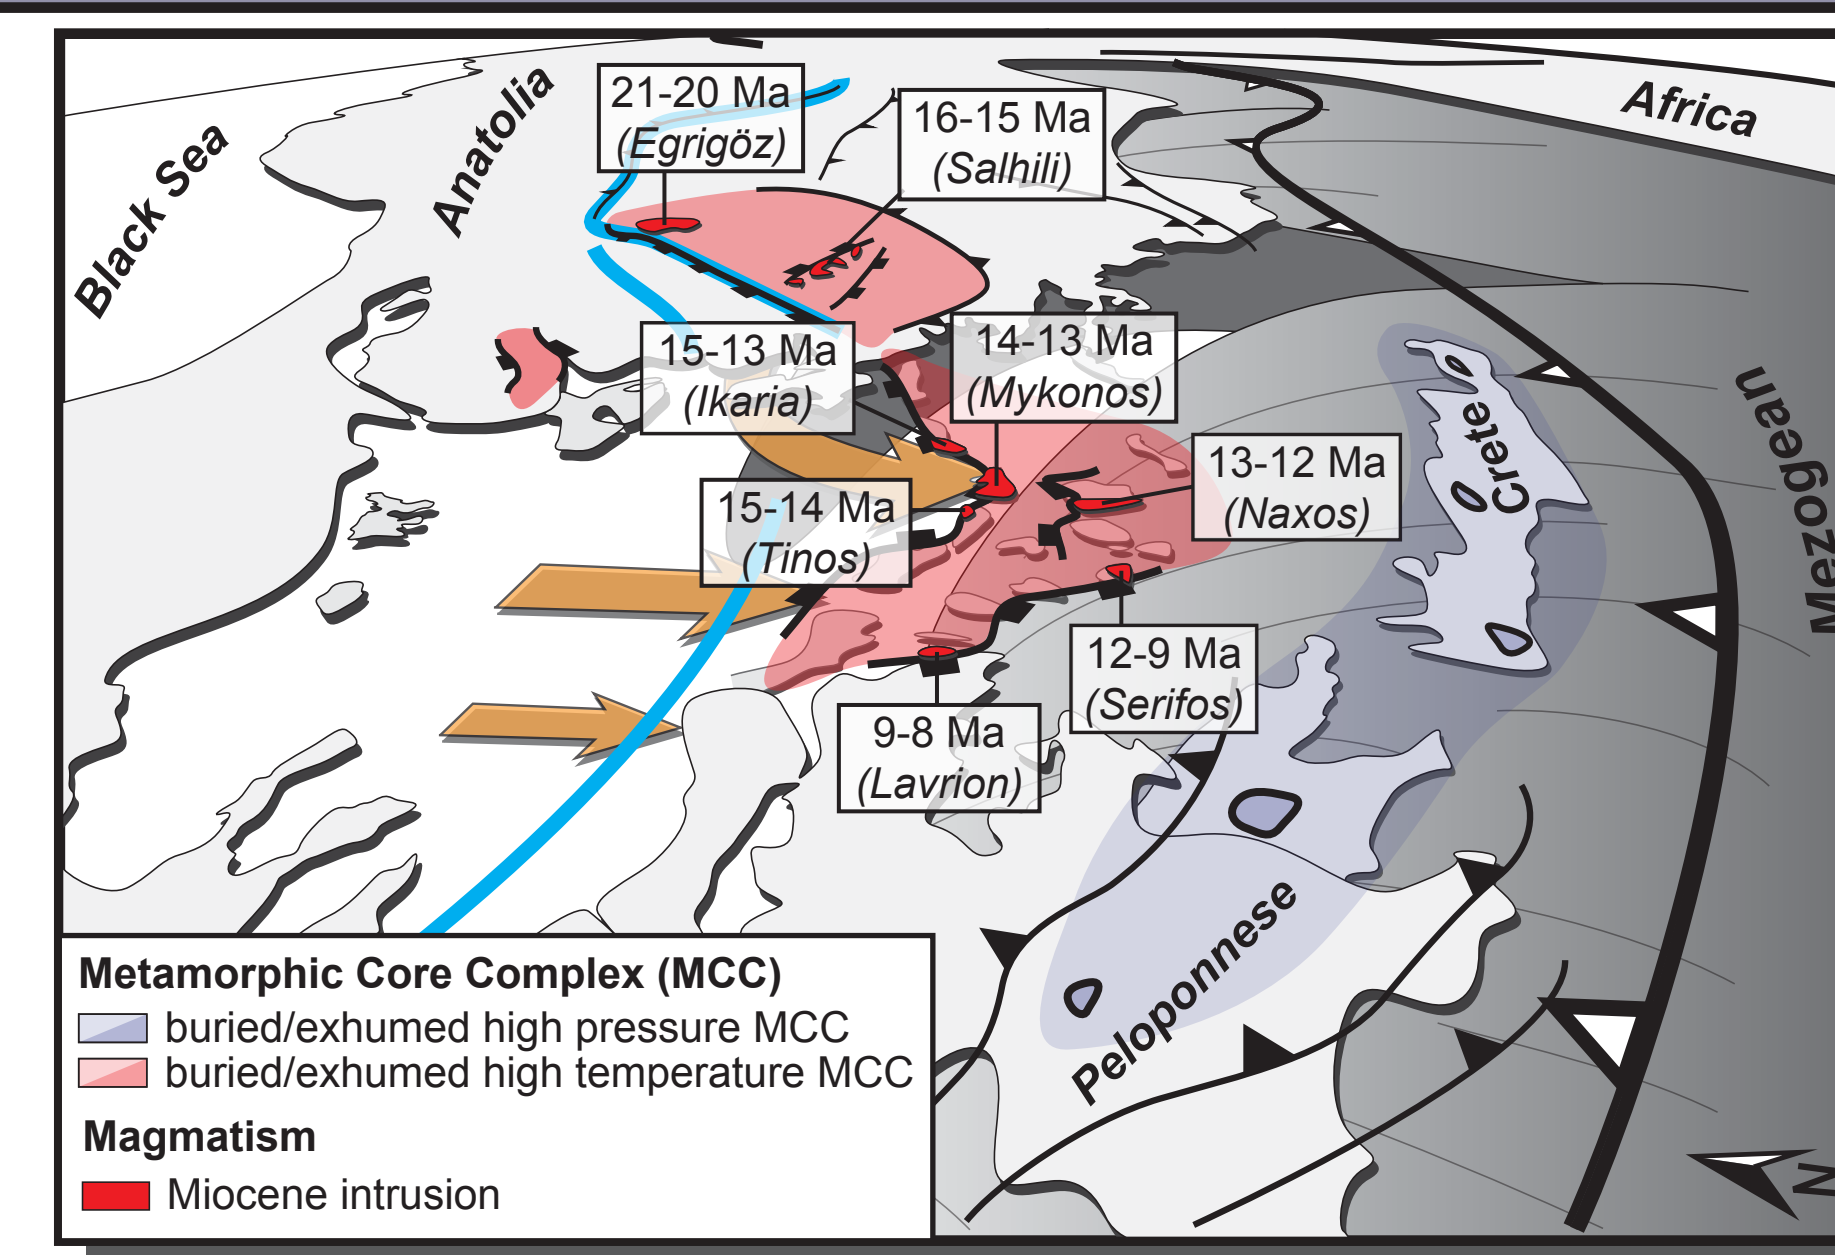 Africa
Black Sea
Anatolia
21-20 Ma
(Egrigöz)
16-15 Ma
(Salhili)
15-13 Ma
(Ikaria)
14-13 Ma
(Mykonos)
Crete
Mezogean
13-12 Ma
(Naxos)
15-14 Ma
(Tinos)
12-9 Ma
(Serifos)
9-8 Ma
(Lavrion)
Peloponnese
Metamorphic Core Complex (MCC)
buried/exhumed high pressure MCC
buried/exhumed high temperature MCC
Magmatism
Miocene intrusion
N